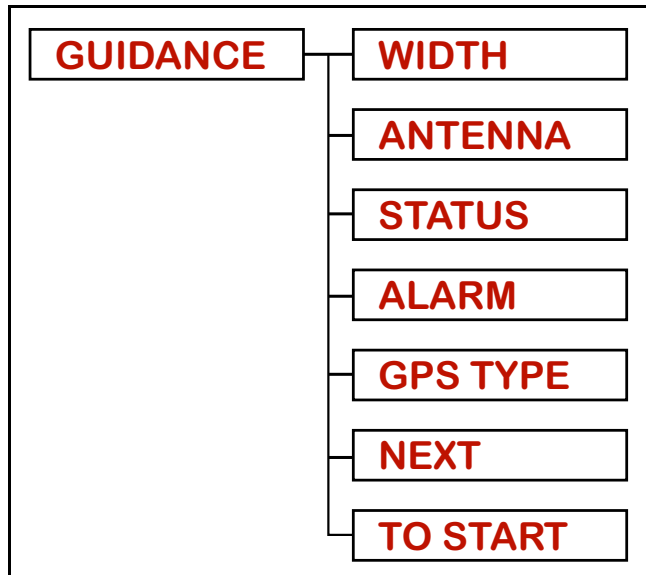 GUIDANCE
WIDTH
ANTENNA
STATUS
ALARM
GPS TYPE
NEXT
TO START